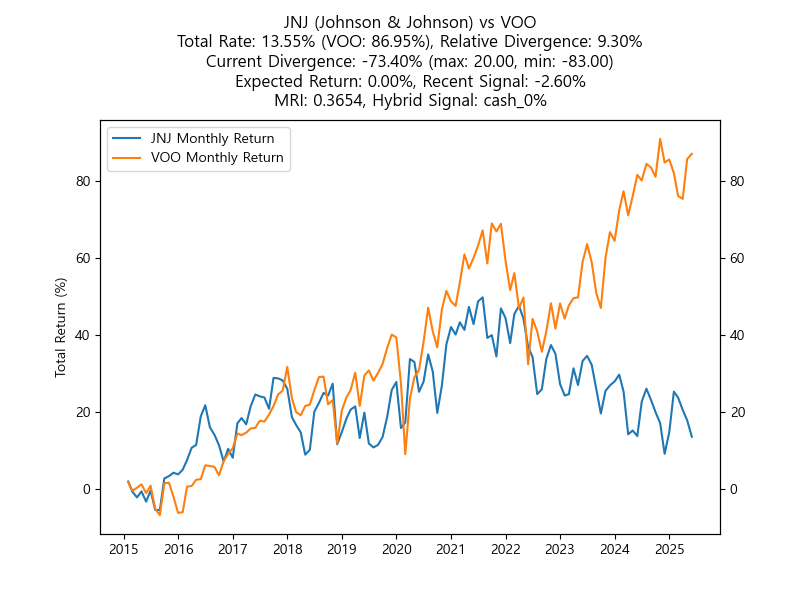 JNJ (Johnson & Johnson) vs VOO
Total Rate: 13.55% (VOO: 86.95%), Relative Divergence: 9.30%
Current Divergence: -73.40% (max: 20.00, min: -83.00)
Expected Return: 0.00%, Recent Signal: -2.60%
MRI: 0.3654, Hybrid Signal: cash_0%
JNJ Monthly Return
VOO Monthly Return
Total Return (%)
80
60
40
20
0
80
60
40
20
0
2015 2016 2017 2018 2019 2020 2021 2022 2023 2024 2025